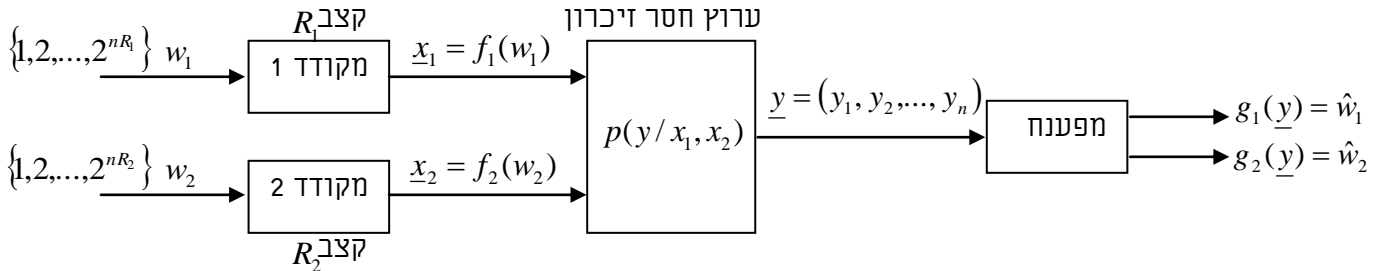 קצב R₁
ערוץ חסר זיכרון
{1,2,...,2^{nR₁}} w₁
מקודד 1
x₁ = f₁(w₁)
p(y/x₁,x₂)
y = (y₁, y₂,..., yₙ)
מפענח
g₁(y) = ŵ₁
g₂(y) = ŵ₂
{1,2,...,2^{nR₂}} w₂
מקודד 2
x₂ = f₂(w₂)
קצב R₂